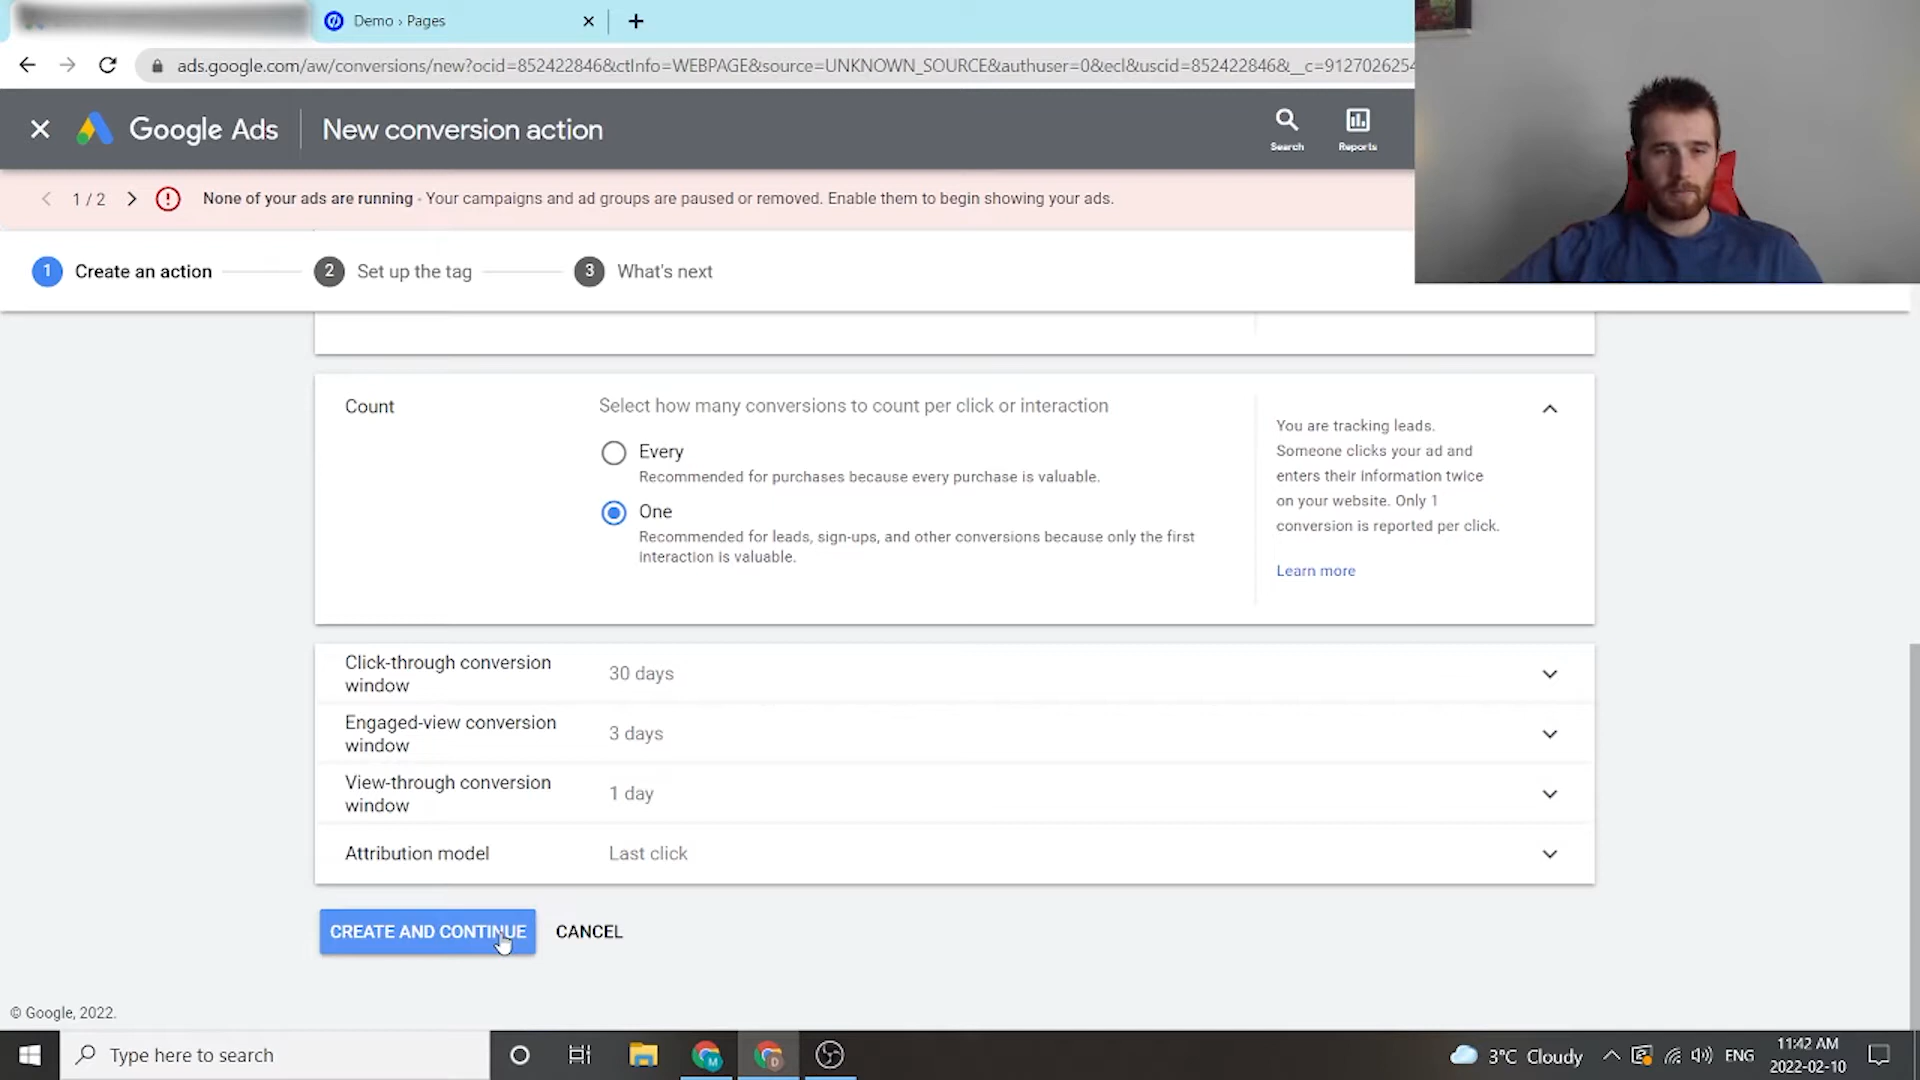 Demo › Pages
ads.google.com/aw/conversions/new?ocid=852422846&ctInfo=WEBPAGE&source=UNKNOWN_SOURCE&authuser=0&ecl&uscid=852422846&__c=9127026254
Google Ads
New conversion action
Search
Reports
1 / 2
None of your ads are running - Your campaigns and ad groups are paused or removed. Enable them to begin showing your ads.
1 Create an action
2 Set up the tag
3 What's next
Count
Select how many conversions to count per click or interaction
Every
Recommended for purchases because every purchase is valuable.
One
Recommended for leads, sign-ups, and other conversions because only the first
interaction is valuable.
You are tracking leads.
Someone clicks your ad and
enters their information twice
on your website. Only 1
conversion is reported per click.
Learn more
Click-through conversion
window
30 days
Engaged-view conversion
window
3 days
View-through conversion
window
1 day
Attribution model
Last click
CREATE AND CONTINUE
CANCEL
© Google, 2022.
Type here to search
M
D
3°C Cloudy
ENG
11:42 AM
2022-02-10